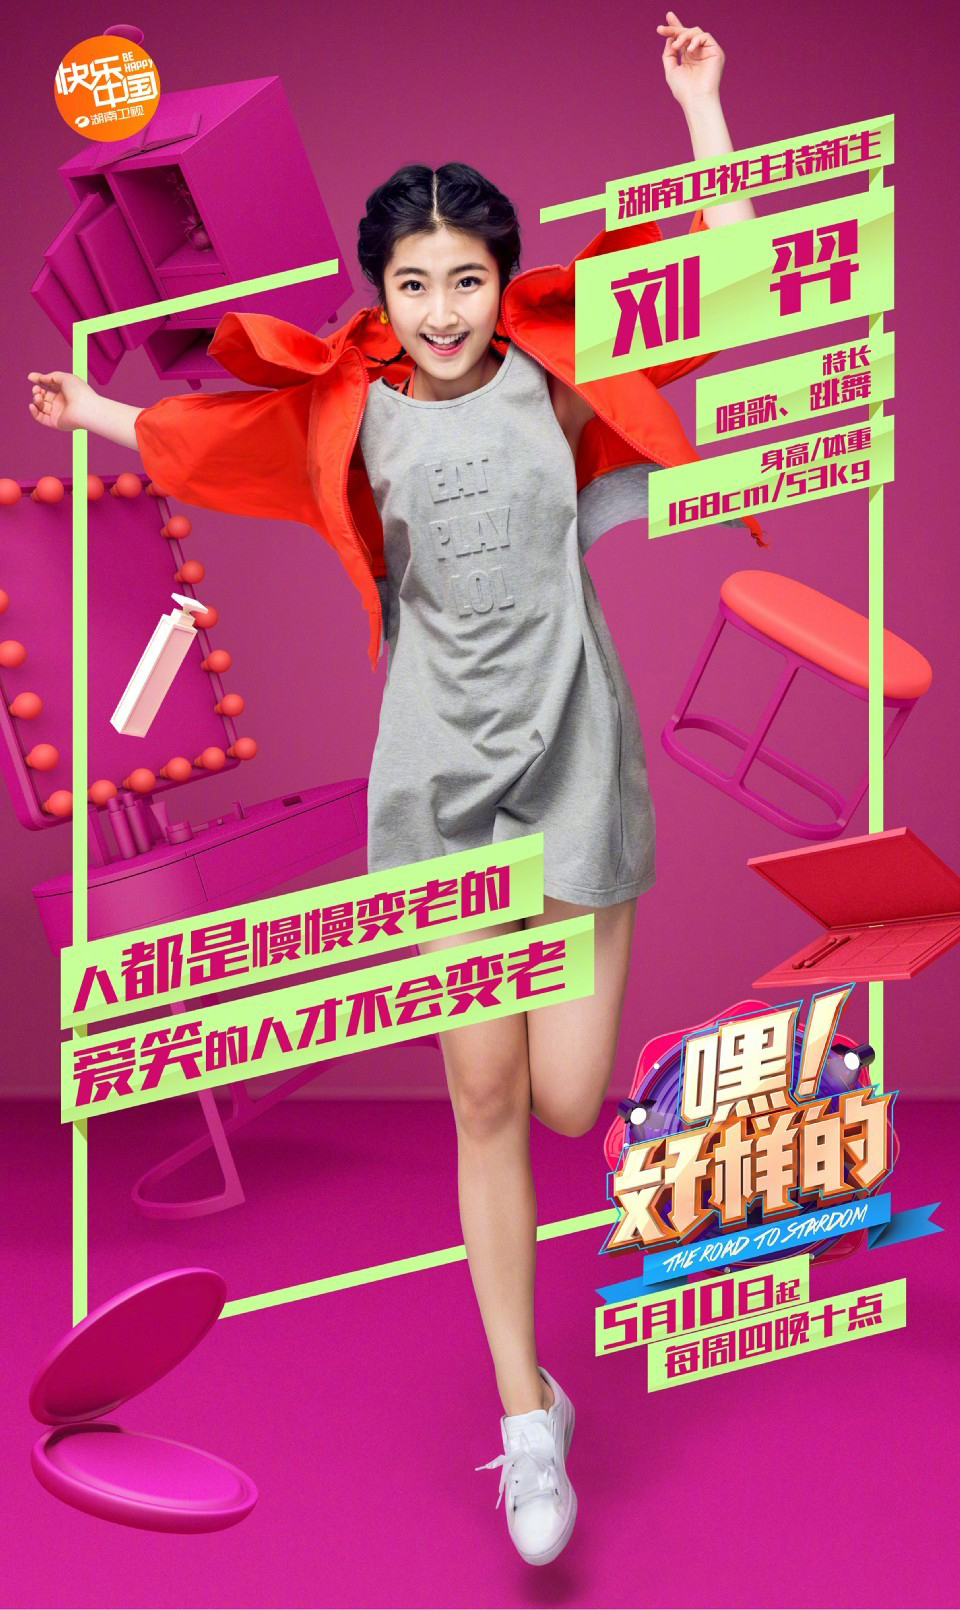 快乐
BE
HAPPY
中国
湖南卫视
湖南卫视主持新生
刘羿
特长
唱歌、跳舞
身高/体重
168cm/53kg
EAT
PLAY
LOL
人都是慢慢变老的
爱笑的人才不会变老
嘿!
好样的
THE ROAD TO STARDOM
5月10日起
每周四晚十点